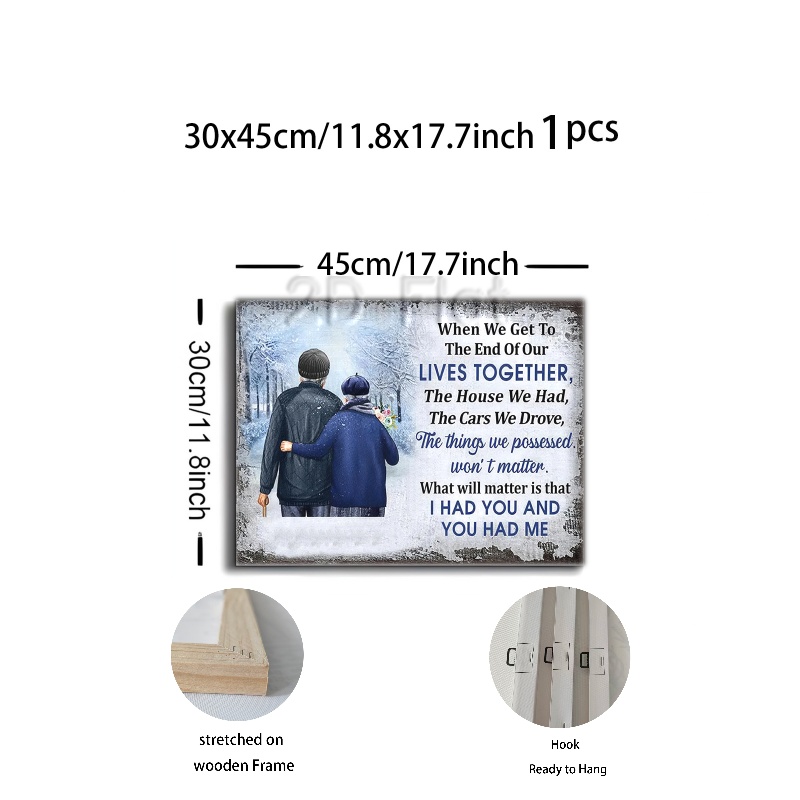 30x45cm/11.8x17.7inch 1pcs
45cm/17.7inch
2D Flat
30cm/11.8inch
When We Get To
The End Of Our
LIVES TOGETHER,
The House We Had,
The Cars We Drove,
The things we possessed,
won't matter.
What will matter is that
I HAD YOU AND
YOU HAD ME
stretched on
wooden Frame
Hook
Ready to Hang